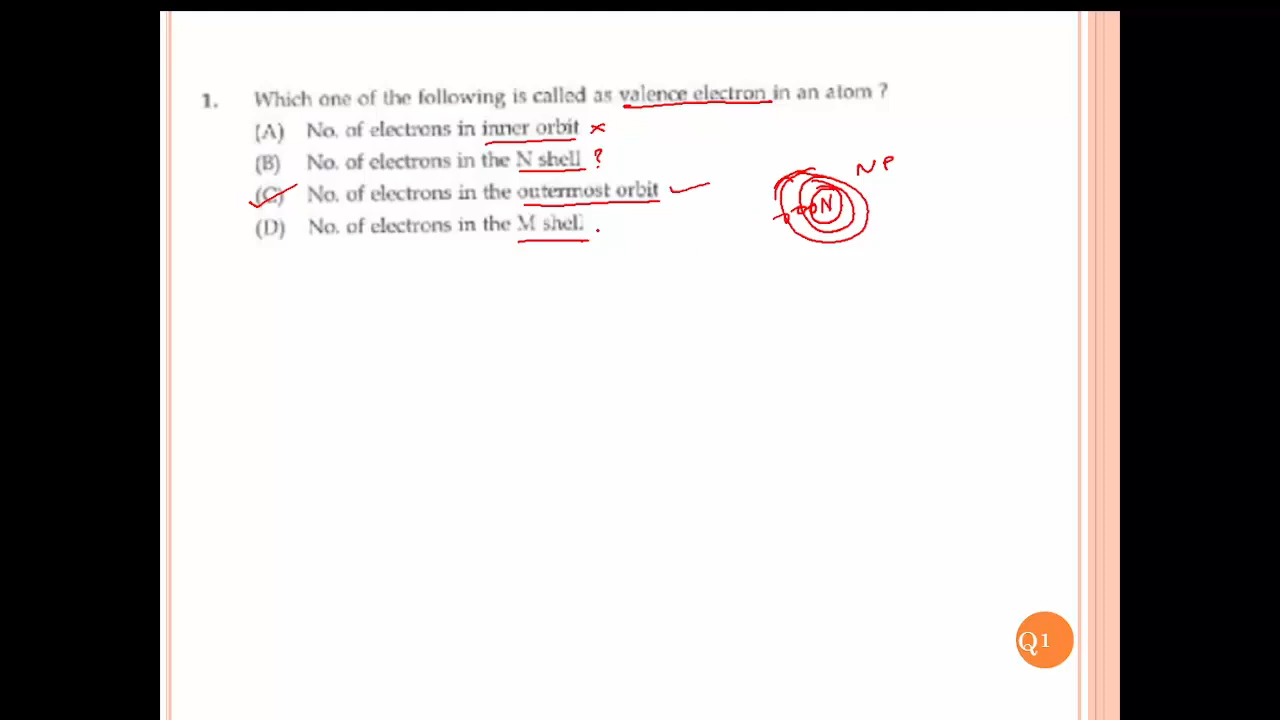 1. Which one of the following is called as valence electron in an atom ?
(A) No. of electrons in inner orbit ×
(B) No. of electrons in the N shell ?
(C) No. of electrons in the outermost orbit ✓
(D) No. of electrons in the M shell .
N P
N
Q1